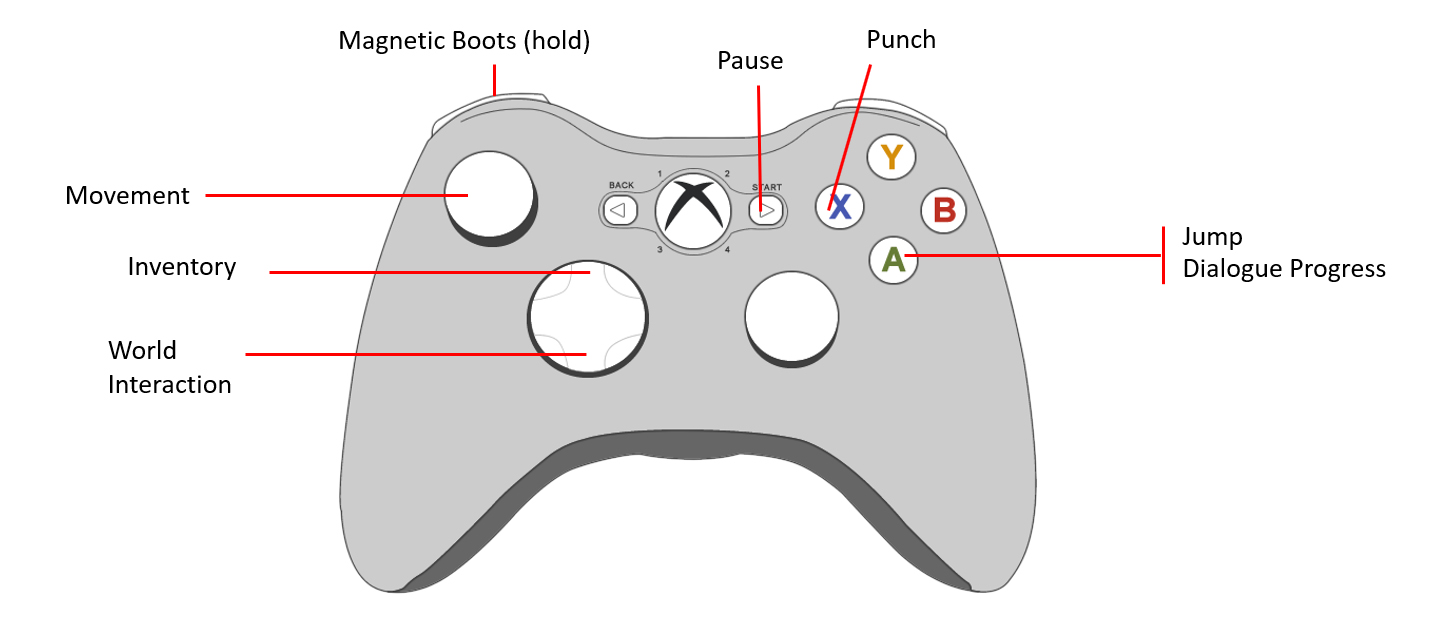 Magnetic Boots (hold)
Punch
Pause
Y
BACK
1
2
START
Movement
X
B
3
4
A
Jump
Dialogue Progress
Inventory
World
Interaction